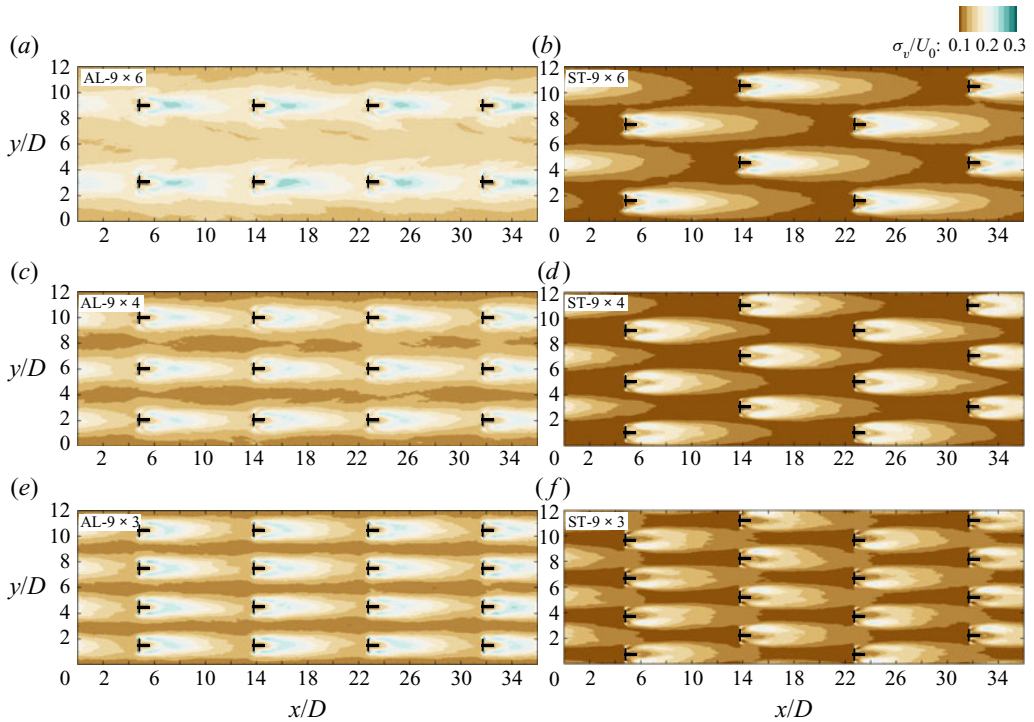 σv/U0: 0.1 0.2 0.3
(a) (b)
AL-9 × 6 ST-9 × 6
y/D
12 10 8 6 4 2 0
12 10 8 6 4 2 0
2 6 10 14 18 22 26 30 34
2 6 10 14 18 22 26 30 34
(c) (d)
AL-9 × 4 ST-9 × 4
y/D
12 10 8 6 4 2 0
12 10 8 6 4 2 0
2 6 10 14 18 22 26 30 34
2 6 10 14 18 22 26 30 34
(e) (f)
AL-9 × 3 ST-9 × 3
y/D
12 10 8 6 4 2 0
12 10 8 6 4 2 0
2 6 10 14 18 22 26 30 34
2 6 10 14 18 22 26 30 34
x/D x/D